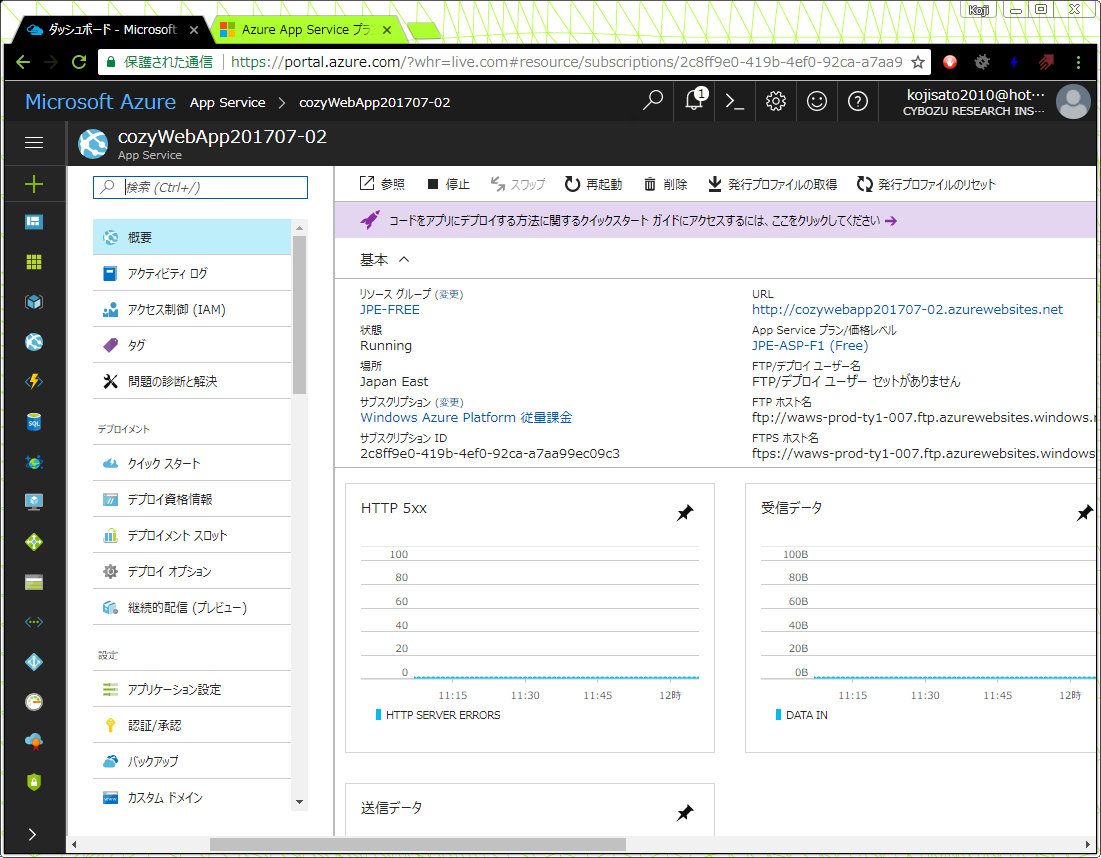 Koji
ダッシュボード - Microsoft
Azure App Service プラ
保護された通信
https://portal.azure.com/?whr=live.com#resource/subscriptions/2c8ff9e0-419b-4ef0-92ca-a7aa9
Microsoft Azure App Service cozyWebApp201707-02
1
kojisato2010@hot…
CYBOZU RESEARCH INS…
cozyWebApp201707-02
App Service
検索 (Ctrl+/)
概要
アクティビティ ログ
アクセス制御 (IAM)
タグ
問題の診断と解決
デプロイメント
クイック スタート
デプロイ資格情報
デプロイメント スロット
デプロイ オプション
継続的配信 (プレビュー)
設定
アプリケーション設定
認証/承認
バックアップ
カスタム ドメイン
参照 停止 スワップ 再起動 削除 発行プロファイルの取得 発行プロファイルのリセット
コードをアプリにデプロイする方法に関するクイックスタート ガイドにアクセスするには、ここをクリックしてください
基本
リソース グループ (変更)
JPE-FREE
状態
Running
場所
Japan East
サブスクリプション (変更)
Windows Azure Platform 従量課金
サブスクリプション ID
2c8ff9e0-419b-4ef0-92ca-a7aa99ec09c3
URL
http://cozywebapp201707-02.azurewebsites.net
App Service プラン/価格レベル
JPE-ASP-F1 (Free)
FTP/デプロイ ユーザー名
FTP/デプロイ ユーザー セットがありません
FTP ホスト名
ftp://waws-prod-ty1-007.ftp.azurewebsites.windows.n
FTPS ホスト名
ftps://waws-prod-ty1-007.ftp.azurewebsites.windows
HTTP 5xx
100
80
60
40
20
0
11:15 11:30 11:45 12時
HTTP SERVER ERRORS
受信データ
100B
80B
60B
40B
20B
0B
11:15 11:30 11:45 12時
DATA IN
送信データ